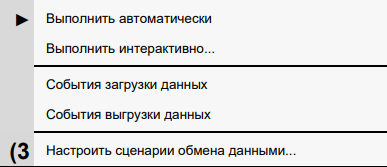 Выполнить автоматически
Выполнить интерактивно...
События загрузки данных
События выгрузки данных
(3 Настроить сценарии обмена данными...